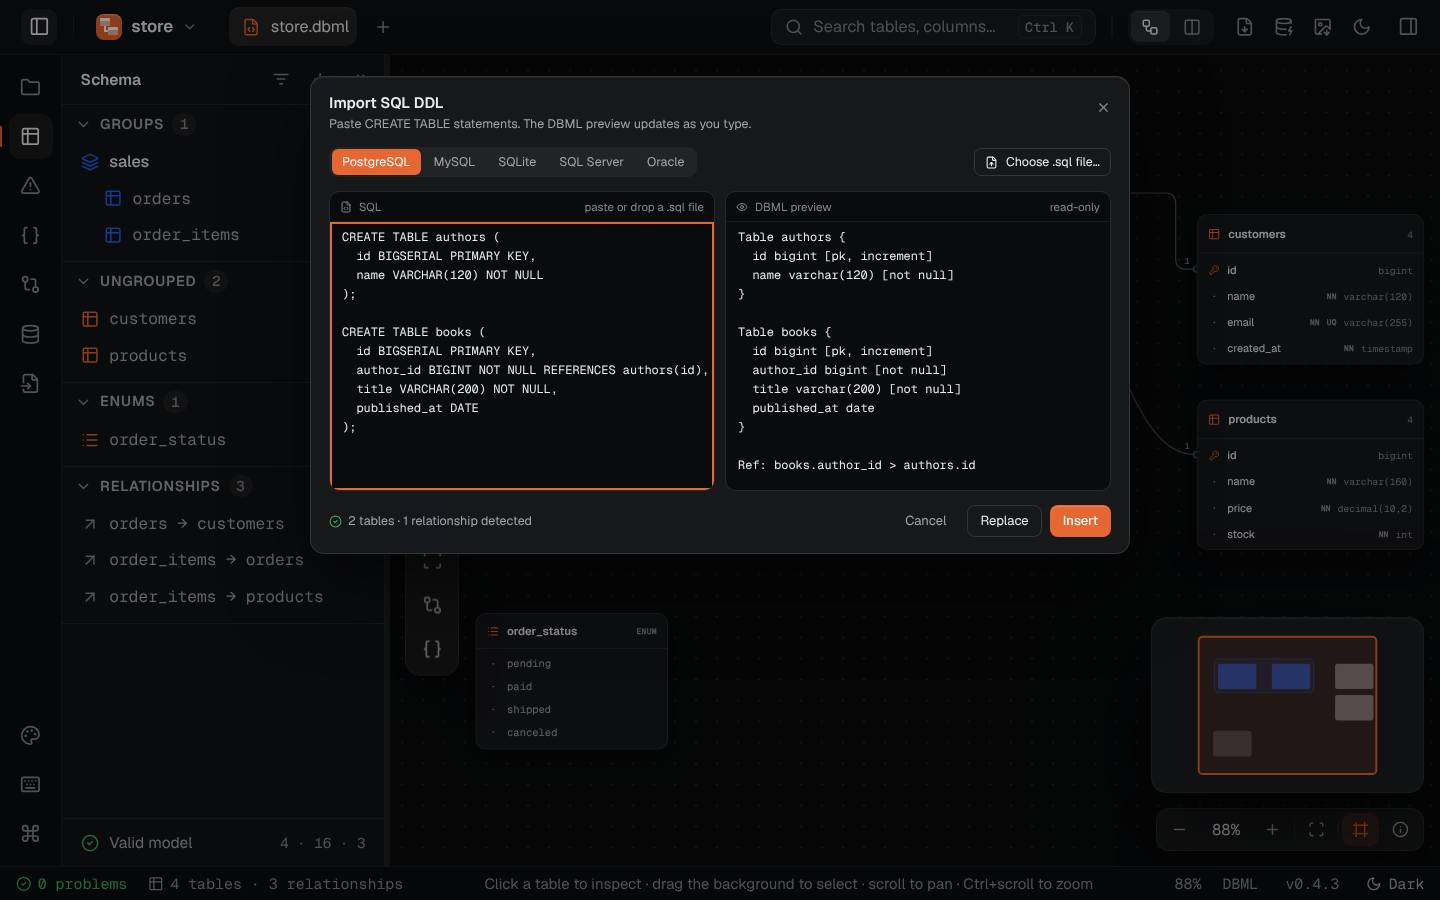 store
store.dbml
Search tables, columns...
Ctrl K
Schema
GROUPS 1
sales
orders
order_items
UNGROUPED 2
customers
products
ENUMS 1
order_status
RELATIONSHIPS 3
orders → customers
order_items → orders
order_items → products
Valid model
4 · 16 · 3
Import SQL DDL
Paste CREATE TABLE statements. The DBML preview updates as you type.
PostgreSQL
MySQL
SQLite
SQL Server
Oracle
Choose .sql file...
SQL
paste or drop a .sql file
CREATE TABLE authors (
id BIGSERIAL PRIMARY KEY,
name VARCHAR(120) NOT NULL
);
CREATE TABLE books (
id BIGSERIAL PRIMARY KEY,
author_id BIGINT NOT NULL REFERENCES authors(id),
title VARCHAR(200) NOT NULL,
published_at DATE
);
DBML preview
read-only
Table authors {
id bigint [pk, increment]
name varchar(120) [not null]
}
Table books {
id bigint [pk, increment]
author_id bigint [not null]
title varchar(200) [not null]
published_at date
}
Ref: books.author_id > authors.id
2 tables · 1 relationship detected
Cancel
Replace
Insert
1
customers 4
id bigint
name NN varchar(120)
email NN UQ varchar(255)
created_at NN timestamp
1
products 4
id bigint
name NN varchar(160)
price NN decimal(10,2)
stock NN int
order_status ENUM
pending
paid
shipped
canceled
88%
0 problems
4 tables · 3 relationships
Click a table to inspect · drag the background to select · scroll to pan · Ctrl+scroll to zoom
88%
DBML
v0.4.3
Dark